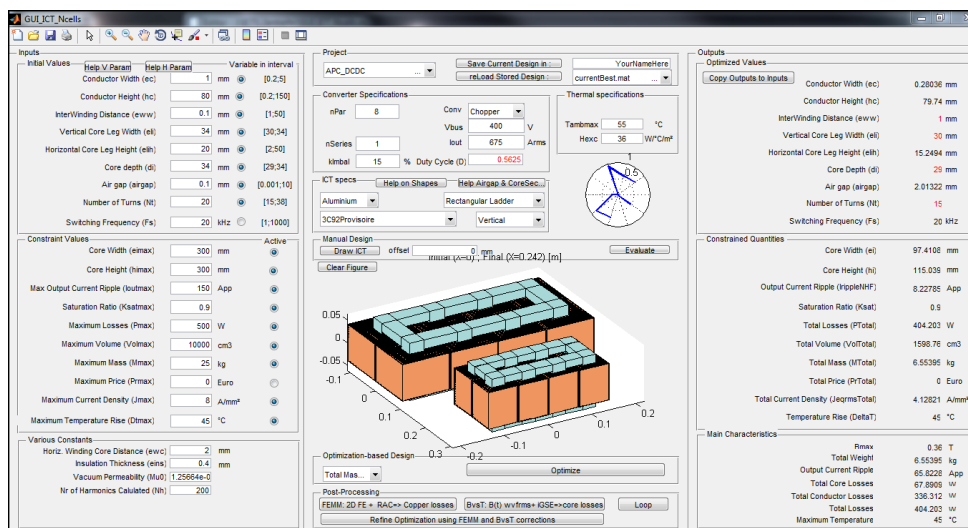 GUI_ICT_Ncells
Inputs
Initial Values Help V Param Help H Param Variable in interval
Conductor Width (ec) 1 mm [0.2;5]
Conductor Height (hc) 80 mm [0.2;150]
InterWinding Distance (eww) 0.1 mm [1;50]
Vertical Core Leg Width (eli) 34 mm [30;34]
Horizontal Core Leg Height (elih) 20 mm [2;50]
Core depth (di) 34 mm [29;34]
Air gap (airgap) 0.1 mm [0.001;10]
Number of Turns (Nt) 20 [15;38]
Switching Frequency (Fs) 20 kHz [1;1000]
Constraint Values Active
Core Width (eimax) 300 mm
Core Height (himax) 300 mm
Max Output Current Ripple (Ioutmax) 150 App
Saturation Ratio (Ksatmax) 0.9
Maximum Losses (Pmax) 500 W
Maximum Volume (Volmax) 10000 cm3
Maximum Mass (Mmax) 25 kg
Maximum Price (Prmax) 0 Euro
Maximum Current Density (Jmax) 8 A/mm²
Maximum Temperature Rise (Dtmax) 45 °C
Various Constants
Horiz. Winding Core Distance (ewc) 2 mm
Insulation Thickness (eins) 0.4 mm
Vacuum Permeability (Mu0) 1.25664e-0
Nr of Harmonics Calulated (Nh) 200
Project
APC_DCDC ... Save Current Design in : YourNameHere
reLoad Stored Design : currentBest.mat ...
Converter Specifications
nPar 8 Conv Chopper
Vbus 400 V
nSeries 1 Iout 675 Arms
kImbal 15 % Duty Cycle (D) 0.5625
Thermal specifications
Tambmax 55 °C
Hexc 36 W/°C/m²
1
0.5
ICT specs Help on Shapes Help Airgap & CoreSec...
Aluminium Rectangular Ladder
3C92Provisoire Vertical
Manual Design
Draw ICT offset 0 mm Evaluate
Initial (X=0) , Final (X=0.242) [m]
Clear Figure
0.05
0
-0.05
-0.1
0
0.1
0.2
0.3
-0.2
-0.1
0
0.1
0.2
Optimization-based Design
Total Mas... Optimize
Post-Processing
FEMM: 2D FE + RAC=> Copper losses BvsT: B(t) wvfrms+ iGSE=>core losses Loop
Refine Optimization using FEMM and BvsT corrections
Outputs
Optimized Values
Copy Outputs to Inputs
Conductor Width (ec) 0.28036 mm
Conductor Height (hc) 79.74 mm
InterWinding Distance (eww) 1 mm
Vertical Core Leg Width (eli) 30 mm
Horizontal Core Leg Height (elih) 15.2494 mm
Core Depth (di) 29 mm
Air gap (airgap) 2.01322 mm
Number of Turns (Nt) 15
Switching Frequency (Fs) 20 kHz
Constrained Quantities
Core Width (ei) 97.4108 mm
Core Height (hi) 115.039 mm
Output Current Ripple (IrippleNHF) 8.22785 App
Saturation Ratio (Ksat) 0.9
Total Losses (PTotal) 404.203 W
Total Volume (VolTotal) 1598.76 cm3
Total Mass (MTotal) 6.55395 kg
Total Price (PrTotal) 0 Euro
Total Current Density (JeqrmsTotal) 4.12821 A/mm²
Temperature Rise (DeltaT) 45 °C
Main Characteristics
Bmax 0.36 T
Total Weight 6.55395 kg
Output Current Ripple 65.8228 App
Total Core Losses 67.8909 W
Total Conductor Losses 336.312 W
Total Losses 404.203 W
Maximum Temperature 45 °C